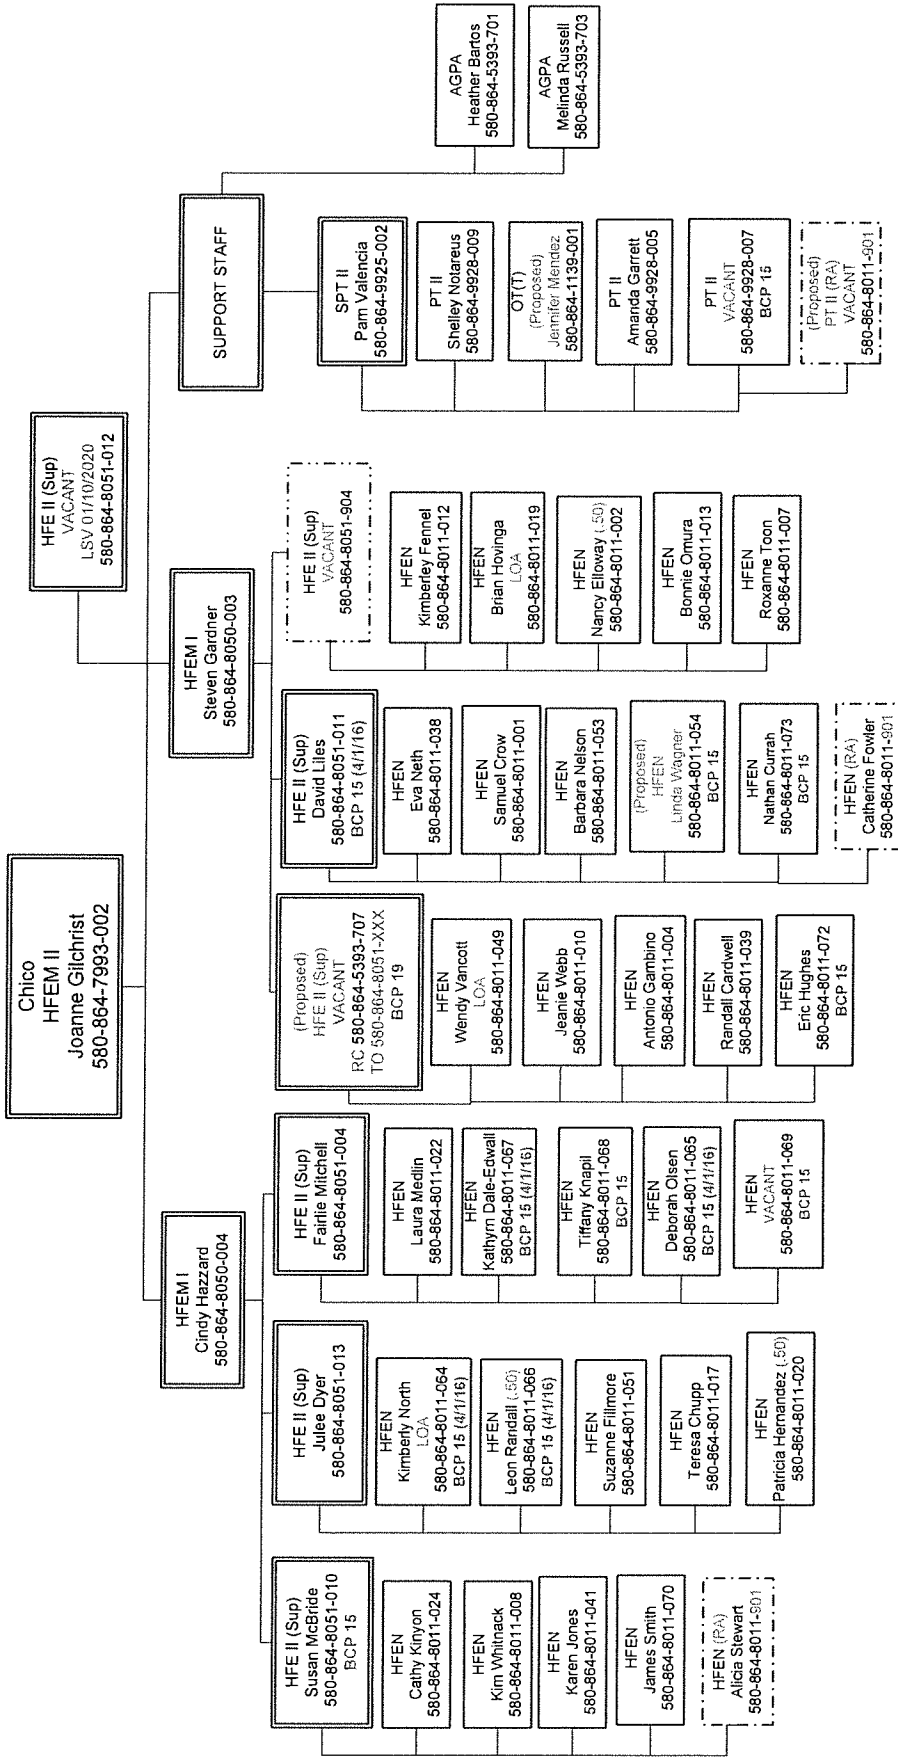 Chico
HFEM II
Joanne Gilchrist
580-864-7993-002
HFE II (Sup)
VACANT
LSV 01/10/2020
580-864-8051-012
HFEM I
Cindy Hazzard
580-864-8050-004
HFEM I
Steven Gardner
580-864-8050-003
SUPPORT STAFF
HFE II (Sup)
Susan McBride
580-864-8051-010
BCP 15
HFEN
Cathy Kinyon
580-864-8011-024
HFEN
Kim Whitnack
580-864-8011-008
HFEN
Karen Jones
580-864-8011-041
HFEN
James Smith
580-864-8011-070
HFEN (RA)
Alicia Stewart
580-864-8011-901
HFE II (Sup)
Julee Dyer
580-864-8051-013
HFEN
Kimberly North
LOA
580-864-8011-064
BCP 15 (4/1/16)
HFEN
Leon Randall (.50)
580-864-8011-066
BCP 15 (4/1/16)
HFEN
Suzanne Fillmore
580-864-8011-051
HFEN
Teresa Chupp
580-864-8011-017
HFEN
Patricia Hernandez (.50)
580-864-8011-020
HFE II (Sup)
Fairlie Mitchell
580-864-8051-004
HFEN
Laura Medlin
580-864-8011-022
HFEN
Kathyrn Dale-Edwall
580-864-8011-067
BCP 15 (4/1/16)
HFEN
Tiffany Knapil
580-864-8011-068
BCP 15
HFEN
Deborah Olsen
580-864-8011-065
BCP 15 (4/1/16)
HFEN
VACANT
580-864-8011-069
BCP 15
(Proposed)
HFE II (Sup)
VACANT
RC 580-864-5393-707
TO 580-864-8051-XXX
BCP 19
HFEN
Wendy Vancott
LOA
580-864-8011-049
HFEN
Jeanie Webb
580-864-8011-010
HFEN
Antonio Gambino
580-864-8011-004
HFEN
Randall Cardwell
580-864-8011-039
HFEN
Eric Hughes
580-864-8011-072
BCP 15
HFE II (Sup)
David Liles
580-864-8051-011
BCP 15 (4/1/16)
HFEN
Eva Neth
580-864-8011-038
HFEN
Samuel Crow
580-864-8011-001
HFEN
Barbara Nelson
580-864-8011-053
(Proposed)
HFEN
Linda Wagner
580-864-8011-054
BCP 15
HFEN
Nathan Currah
580-864-8011-073
BCP 15
HFEN (RA)
Catherine Fowler
580-864-8011-901
HFE II (Sup)
VACANT
580-864-8051-904
HFEN
Kimberley Fennel
580-864-8011-012
HFEN
Brian Hovinga
LOA
580-864-8011-019
HFEN
Nancy Elloway (.50)
580-864-8011-002
HFEN
Bonnie Omura
580-864-8011-013
HFEN
Roxanne Toon
580-864-8011-007
SPT II
Pam Valencia
580-864-9925-002
PT II
Shelley Notareus
580-864-9928-009
OT(T)
(Proposed)
Jennifer Mendez
580-864-1139-001
PT II
Amanda Garrett
580-864-9928-005
PT II
VACANT
580-864-9928-007
BCP 15
(Proposed)
PT II (RA)
VACANT
580-864-8011-901
AGPA
Heather Bartos
580-864-5393-701
AGPA
Melinda Russell
580-864-5393-703